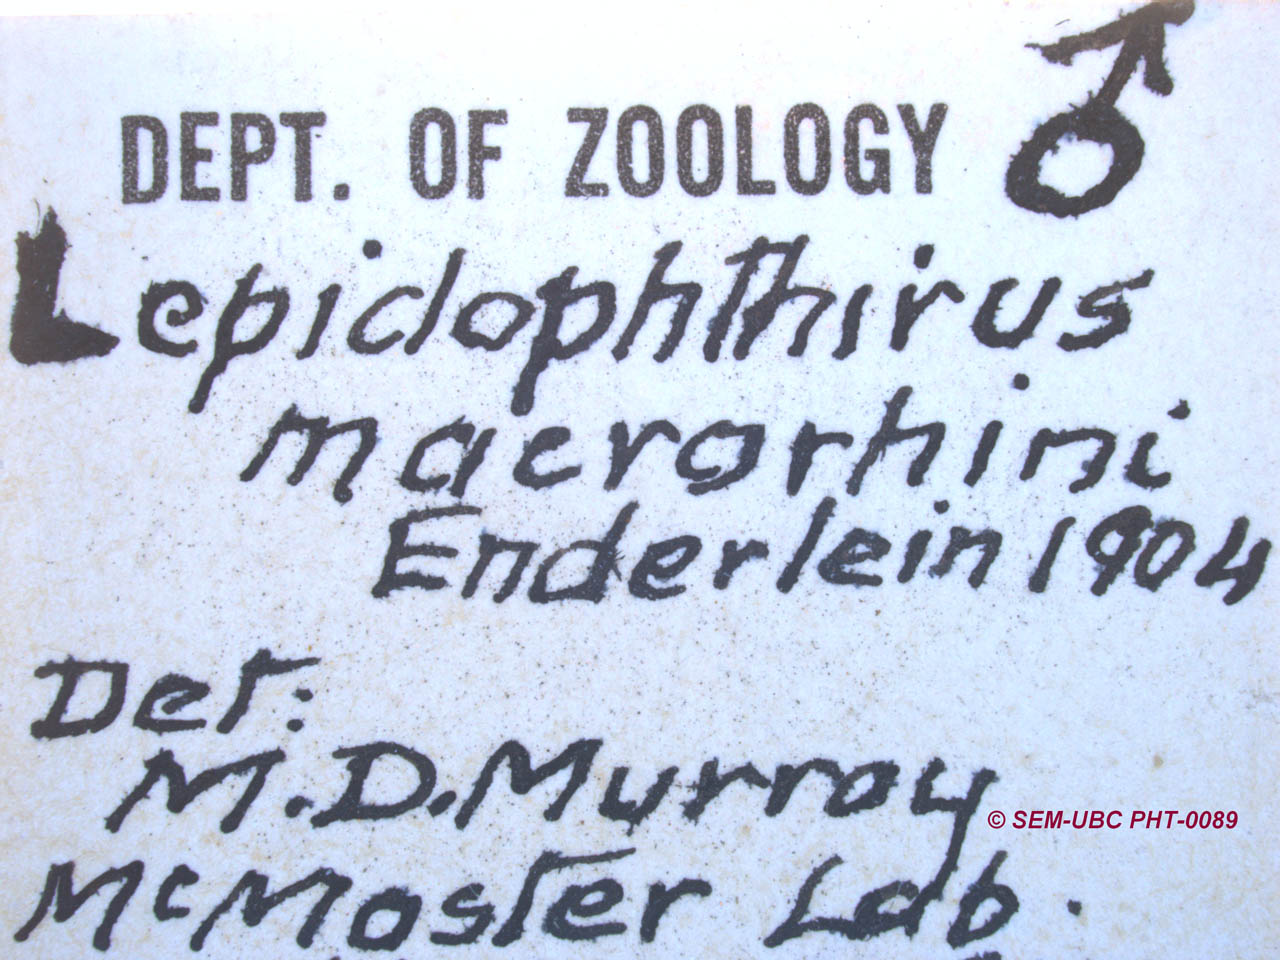 DEPT. OF ZOOLOGY ♂
Lepidophthirus
macrorhini
Enderlein 1904
Det:
M.D.Murray
© SEM-UBC PHT-0089
McMaster Lab.